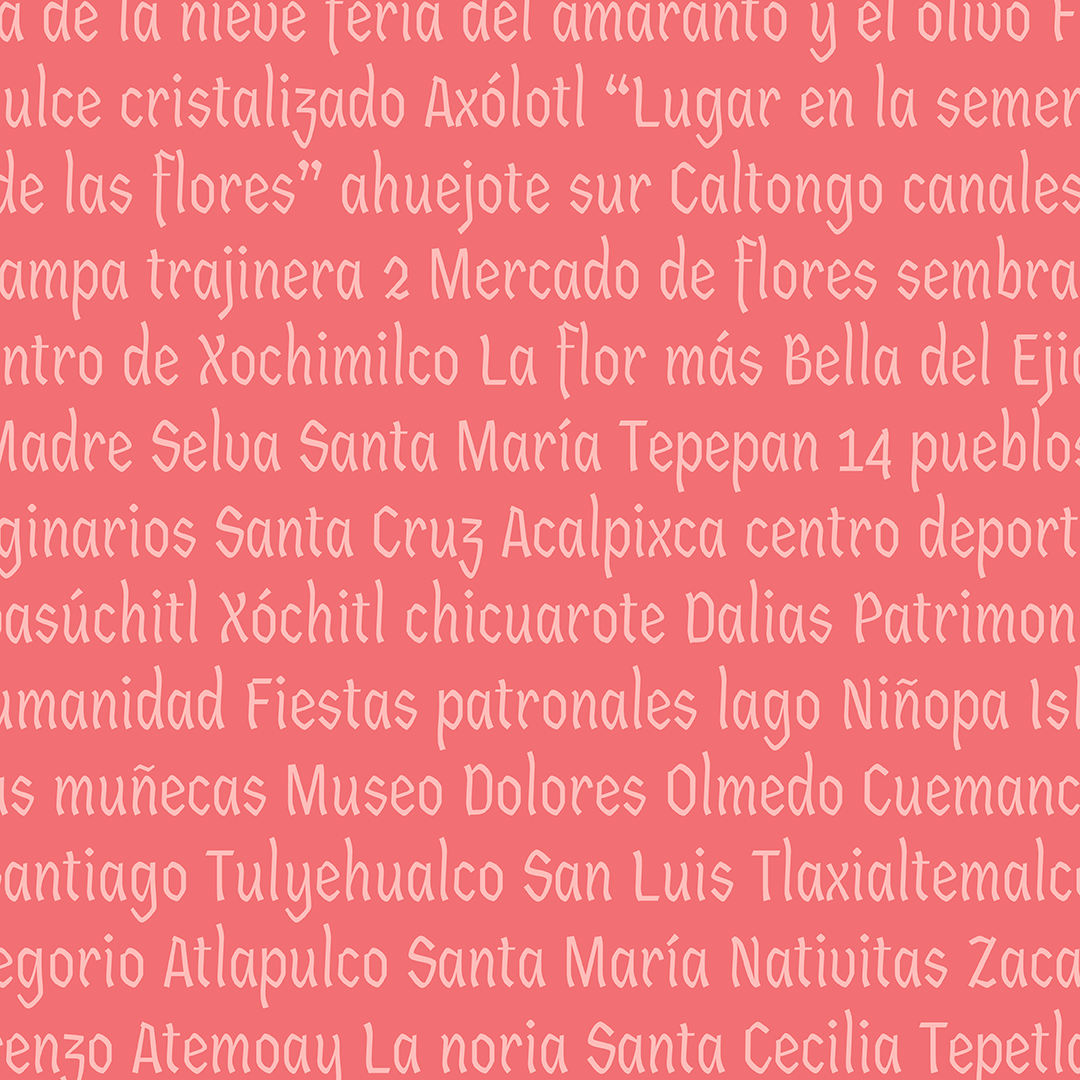 a de la nieve feria del amaranto y el olivo F
ulce cristalizado Axólotl “Lugar en la semen
de las flores” ahuejote sur Caltongo canales
ampa trajinera 2 Mercado de flores sembra
ntro de Xochimilco La flor más Bella del Ejid
Madre Selva Santa María Tepepan 14 pueblos
ginarios Santa Cruz Acalpixca centro deport
pasúchitl Xóchitl chicuarote Dalias Patrimon
umanidad Fiestas patronales lago Niñopa Isl
as muñecas Museo Dolores Olmedo Cuemanc
Santiago Tulyehualco San Luis Tlaxialtemalco
egorio Atlapulco Santa María Nativitas Zaca
renzo Atemoay La noria Santa Cecilia Tepetla